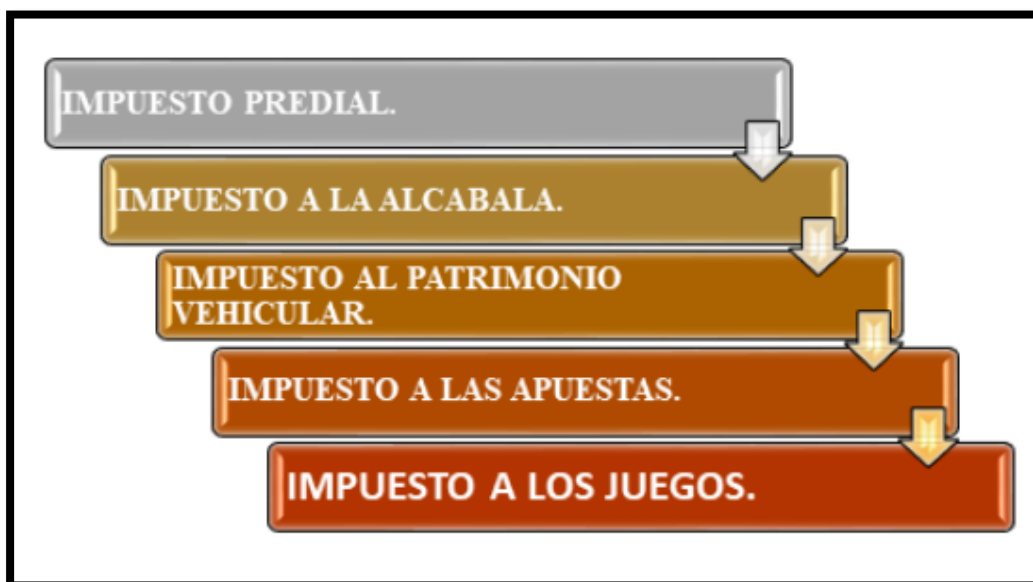 IMPUESTO PREDIAL.
IMPUESTO A LA ALCABALA.
IMPUESTO AL PATRIMONIO
VEHICULAR.
IMPUESTO A LAS APUESTAS.
IMPUESTO A LOS JUEGOS.